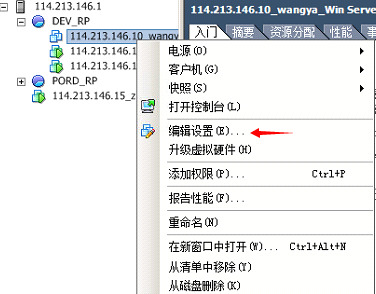 114.213.146.1
DEV_RP
114.213.146.10_wangy
114.213.146.1
114.213.146.1
PORD_RP
114.213.146.15_z
114.213.146.10_wangya_Win Serve
入门 摘要 资源分配 性能
电源(O)
客户机(G)
快照(S)
打开控制台(L)
编辑设置(E)...
升级虚拟硬件(H)
添加权限(P)... Ctrl+P
报告性能(F)...
重命名(N)
在新窗口中打开(W)... Ctrl+Alt+N
从清单中移除(Y)
从磁盘删除(K)